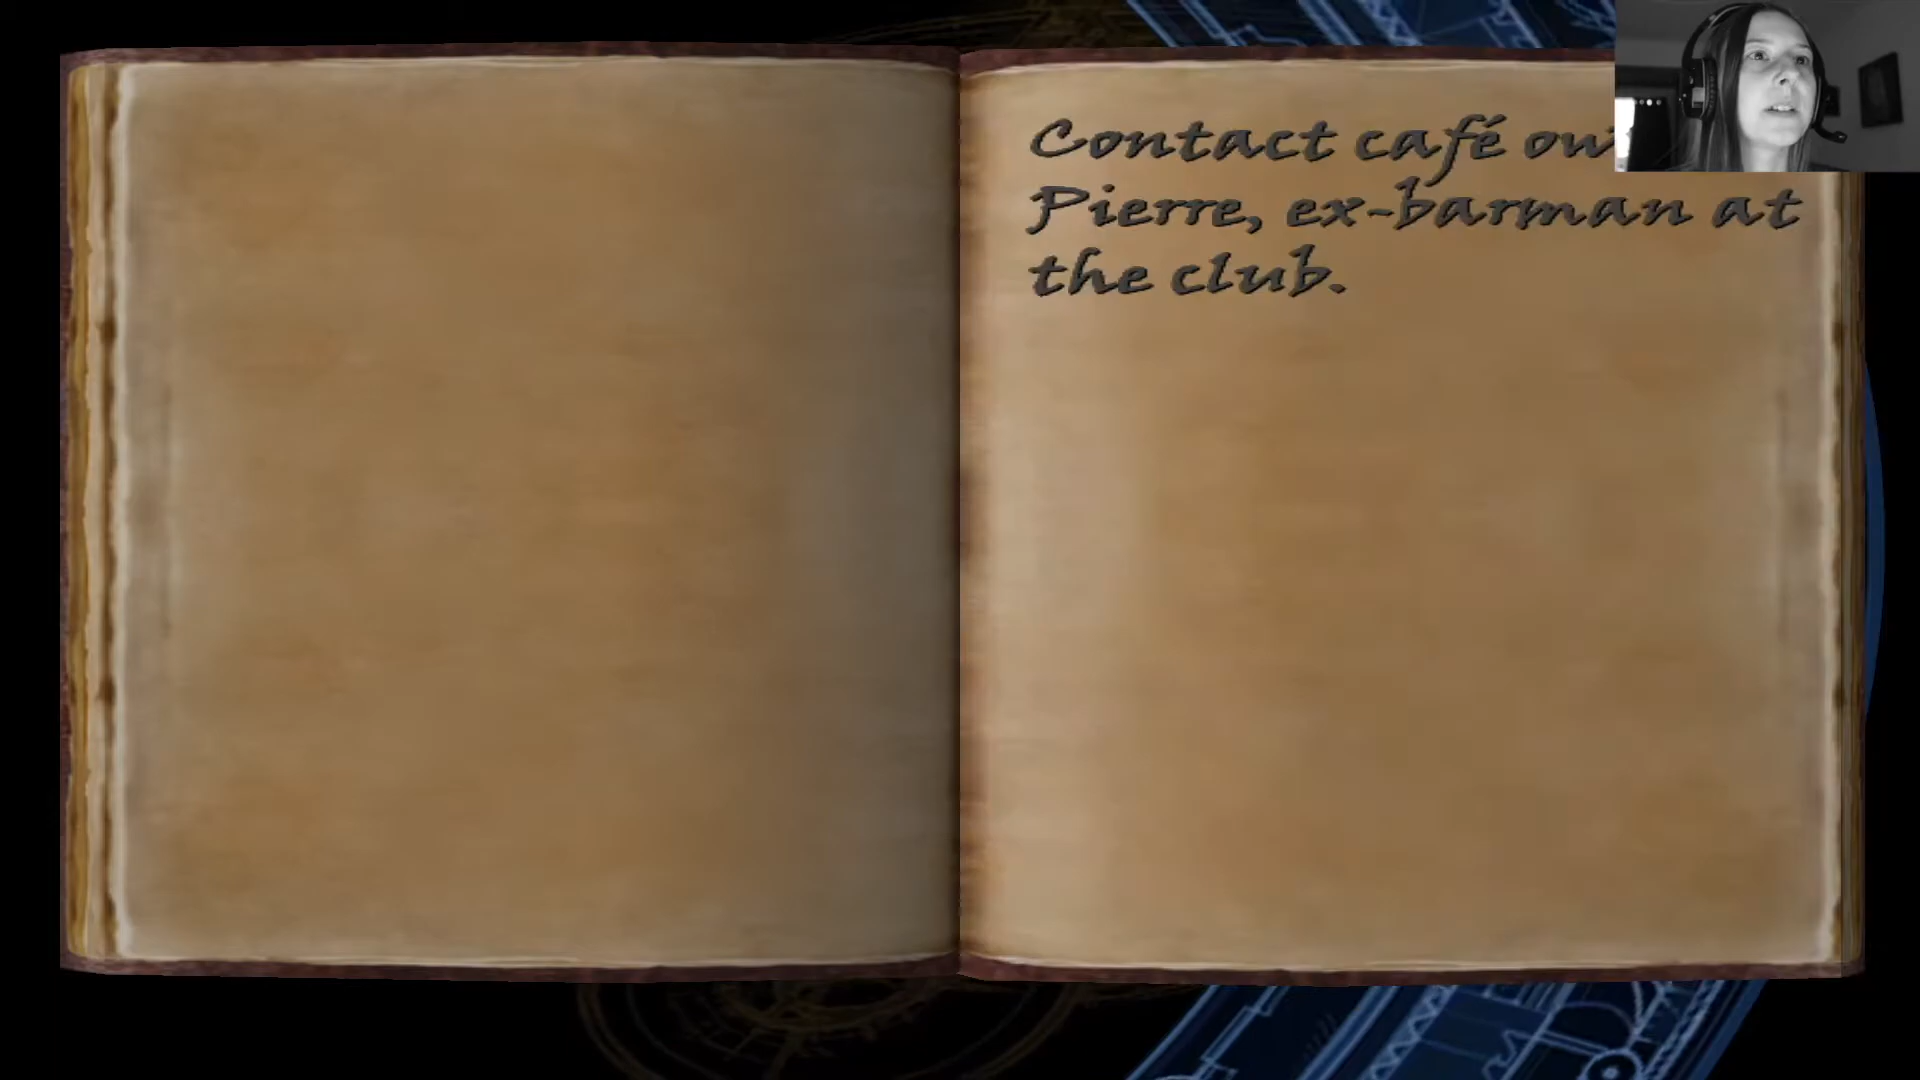 Contact café
Pierre, ex-barman at
the club.